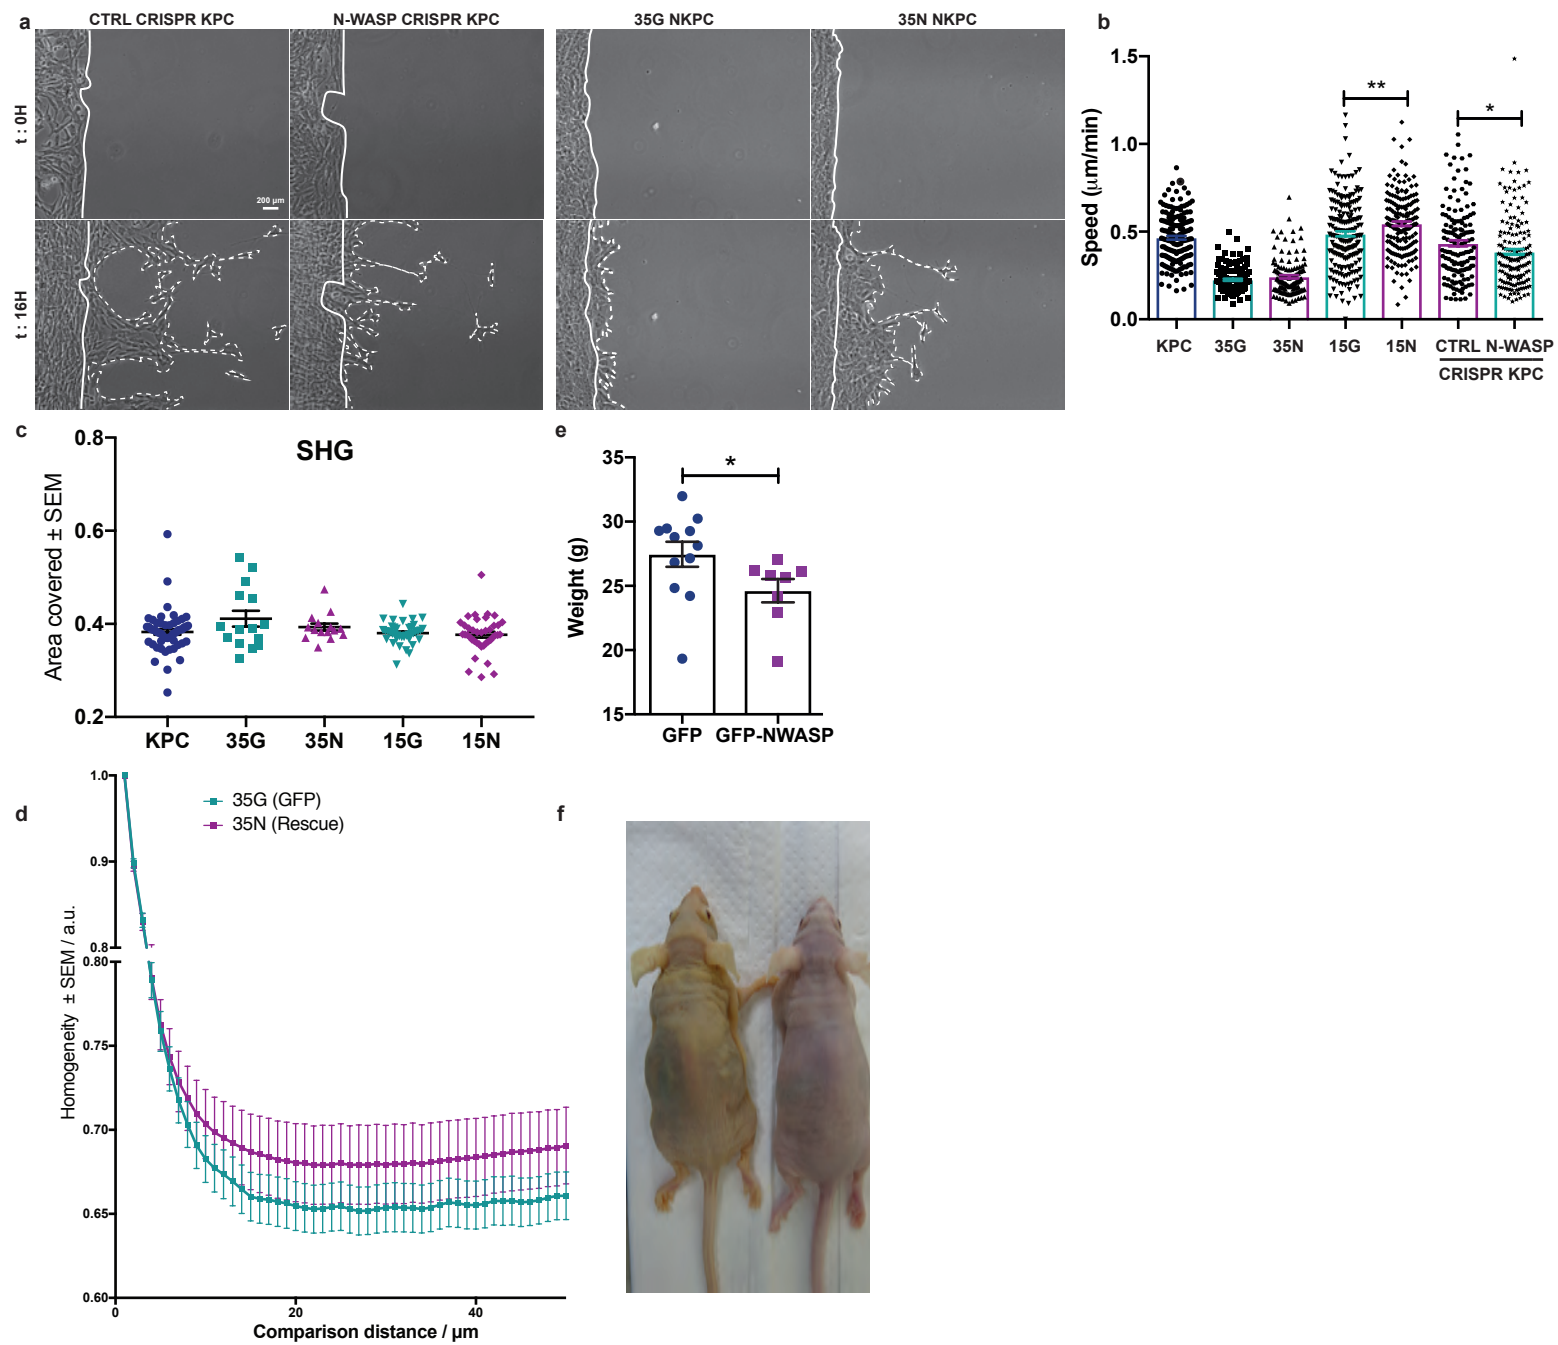 a
CTRL CRISPR KPC
N-WASP CRISPR KPC
35G NKPC
35N NKPC
t : 0H
200 µm
t : 16H
b
Speed (µm/min)
1.5
1.0
0.5
0.0
**
*
KPC
35G
35N
15G
15N
CTRL N-WASP
CRISPR KPC
c
SHG
Area covered ± SEM
0.8
0.6
0.4
0.2
KPC
35G
35N
15G
15N
e
Weight (g)
35
30
25
20
15
*
GFP
GFP-NWASP
d
35G (GFP)
35N (Rescue)
Homogeneity ± SEM / a.u.
1.0
0.9
0.8
0.80
0.75
0.70
0.65
0.60
0
20
40
Comparison distance / µm
f